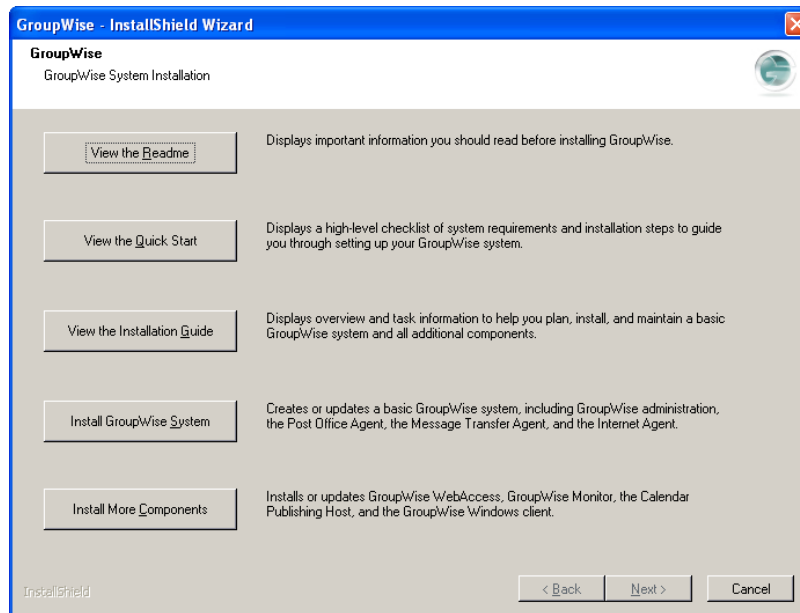 GroupWise - InstallShield Wizard
GroupWise
GroupWise System Installation
View the Readme
Displays important information you should read before installing GroupWise.
View the Quick Start
Displays a high-level checklist of system requirements and installation steps to guide
you through setting up your GroupWise system.
View the Installation Guide
Displays overview and task information to help you plan, install, and maintain a basic
GroupWise system and all additional components.
Install GroupWise System
Creates or updates a basic GroupWise system, including GroupWise administration,
the Post Office Agent, the Message Transfer Agent, and the Internet Agent.
Install More Components
Installs or updates GroupWise WebAccess, GroupWise Monitor, the Calendar
Publishing Host, and the GroupWise Windows client.
InstallShield
< Back
Next >
Cancel